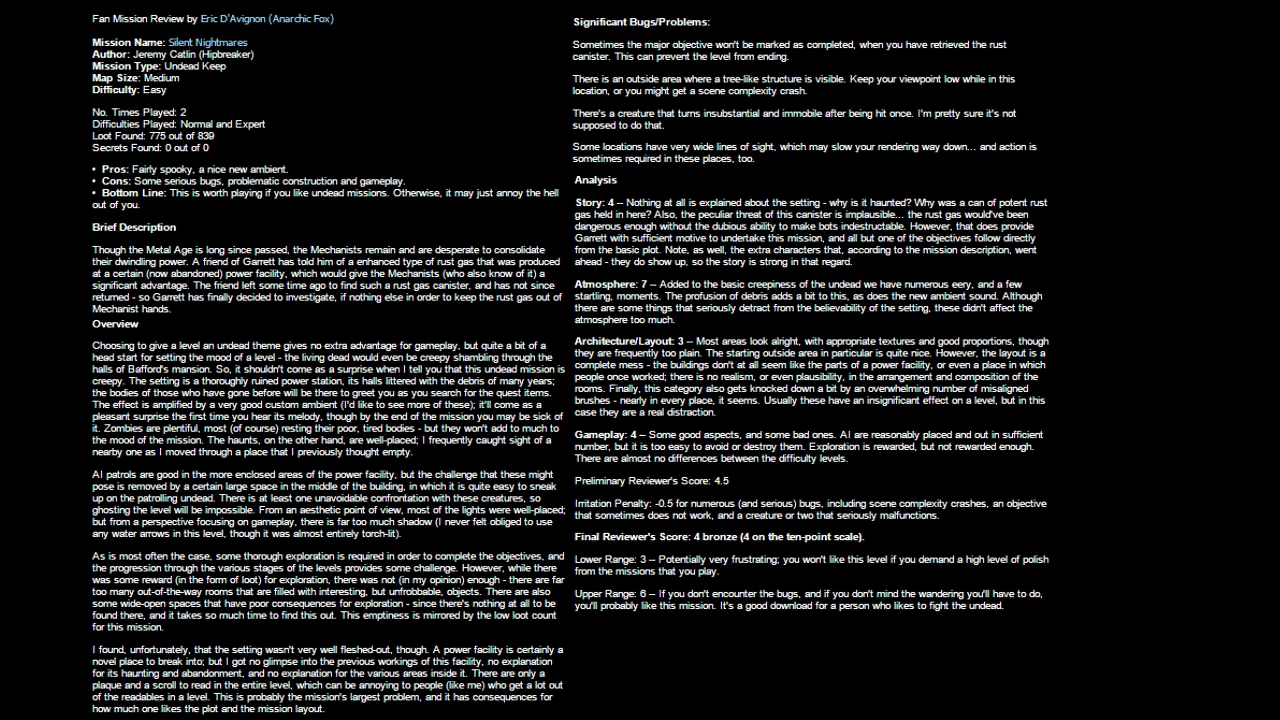 Fan Mission Review by Eric D'Avignon (Anarchic Fox)
Mission Name: Silent Nightmares
Author: Jeremy Catlin (Hipbreaker)
Mission Type: Undead Keep
Map Size: Medium
Difficulty: Easy
No. Times Played: 2
Difficulties Played: Normal and Expert
Loot Found: 775 out of 839
Secrets Found: 0 out of 0
• Pros: Fairly spooky, a nice new ambient.
• Cons: Some serious bugs, problematic construction and gameplay.
• Bottom Line: This is worth playing if you like undead missions. Otherwise, it may just annoy the hell
out of you.
Brief Description
Though the Metal Age is long since passed, the Mechanists remain and are desperate to consolidate
their dwindling power. A friend of Garrett has told him of a enhanced type of rust gas that was produced
at a certain (now abandoned) power facility, which would give the Mechanists (who also know of it) a
significant advantage. The friend left some time ago to find such a rust gas canister, and has not since
returned - so Garrett has finally decided to investigate, if nothing else in order to keep the rust gas out of
Mechanist hands.
Overview
Choosing to give a level an undead theme gives no extra advantage for gameplay, but quite a bit of a
head start for setting the mood of a level - the living dead would even be creepy shambling through the
halls of Bafford's mansion. So, it shouldn't come as a surprise when I tell you that this undead mission is
creepy. The setting is a thoroughly ruined power station, its halls littered with the debris of many years;
the bodies of those who have gone before will be there to greet you as you search for the quest items.
The effect is amplified by a very good custom ambient (I'd like to see more of these); it'll come as a
pleasant surprise the first time you hear its melody, though by the end of the mission you may be sick of
it. Zombies are plentiful, most (of course) resting their poor, tired bodies - but they won't add to much to
the mood of the mission. The haunts, on the other hand, are well-placed; I frequently caught sight of a
nearby one as I moved through a place that I previously thought empty.
AI patrols are good in the more enclosed areas of the power facility, but the challenge that these might
pose is removed by a certain large space in the middle of the building, in which it is quite easy to sneak
up on the patrolling undead. There is at least one unavoidable confrontation with these creatures, so
ghosting the level will be impossible. From an aesthetic point of view, most of the lights were well-placed;
but from a perspective focusing on gameplay, there is far too much shadow (I never felt obliged to use
any water arrows in this level, though it was almost entirely torch-lit).
As is most often the case, some thorough exploration is required in order to complete the objectives, and
the progression through the various stages of the levels provides some challenge. However, while there
was some reward (in the form of loot) for exploration, there was not (in my opinion) enough - there are far
too many out-of-the-way rooms that are filled with interesting, but unfrobbable, objects. There are also
some wide-open spaces that have poor consequences for exploration - since there's nothing at all to be
found there, and it takes so much time to find this out. This emptiness is mirrored by the low loot count
for this mission.
I found, unfortunately, that the setting wasn't very well fleshed-out, though. A power facility is certainly a
novel place to break into; but I got no glimpse into the previous workings of this facility, no explanation
for its haunting and abandonment, and no explanation for the various areas inside it. There are only a
plaque and a scroll to read in the entire level, which can be annoying to people (like me) who get a lot out
of the readables in a level. This is probably the mission's largest problem, and it has consequences for
how much one likes the plot and the mission layout.
Significant Bugs/Problems:
Sometimes the major objective won't be marked as completed, when you have retrieved the rust
canister. This can prevent the level from ending.
There is an outside area where a tree-like structure is visible. Keep your viewpoint low while in this
location, or you might get a scene complexity crash.
There's a creature that turns insubstantial and immobile after being hit once. I'm pretty sure it's not
supposed to do that.
Some locations have very wide lines of sight, which may slow your rendering way down... and action is
sometimes required in these places, too.
Analysis
Story: 4 -- Nothing at all is explained about the setting - why is it haunted? Why was a can of potent rust
gas held in here? Also, the peculiar threat of this canister is implausible... the rust gas would've been
dangerous enough without the dubious ability to make bots indestructable. However, that does provide
Garrett with sufficient motive to undertake this mission, and all but one of the objectives follow directly
from the basic plot. Note, as well, the extra characters that, according to the mission description, went
ahead - they do show up, so the story is strong in that regard.
Atmosphere: 7 -- Added to the basic creepiness of the undead we have numerous eery, and a few
startling, moments. The profusion of debris adds a bit to this, as does the new ambient sound. Although
there are some things that seriously detract from the believability of the setting, these didn't affect the
atmosphere too much.
Architecture/Layout: 3 -- Most areas look alright, with appropriate textures and good proportions, though
they are frequently too plain. The starting outside area in particular is quite nice. However, the layout is a
complete mess - the buildings don't at all seem like the parts of a power facility, or even a place in which
people once worked; there is no realism, or even plausibility, in the arrangement and composition of the
rooms. Finally, this category also gets knocked down a bit by an overwhelming number of misaligned
brushes - nearly in every place, it seems. Usually these have an insignificant effect on a level, but in this
case they are a real distraction.
Gameplay: 4 -- Some good aspects, and some bad ones. AI are reasonably placed and out in sufficient
number, but it is too easy to avoid or destroy them. Exploration is rewarded, but not rewarded enough.
There are almost no differences between the difficulty levels.
Preliminary Reviewer's Score: 4.5
Irritation Penalty: -0.5 for numerous (and serious) bugs, including scene complexity crashes, an objective
that sometimes does not work, and a creature or two that seriously malfunctions.
Final Reviewer's Score: 4 bronze (4 on the ten-point scale).
Lower Range: 3 -- Potentially very frustrating; you won't like this level if you demand a high level of polish
from the missions that you play.
Upper Range: 6 -- If you don't encounter the bugs, and if you don't mind the wandering you'll have to do,
you'll probably like this mission. It's a good download for a person who likes to fight the undead.